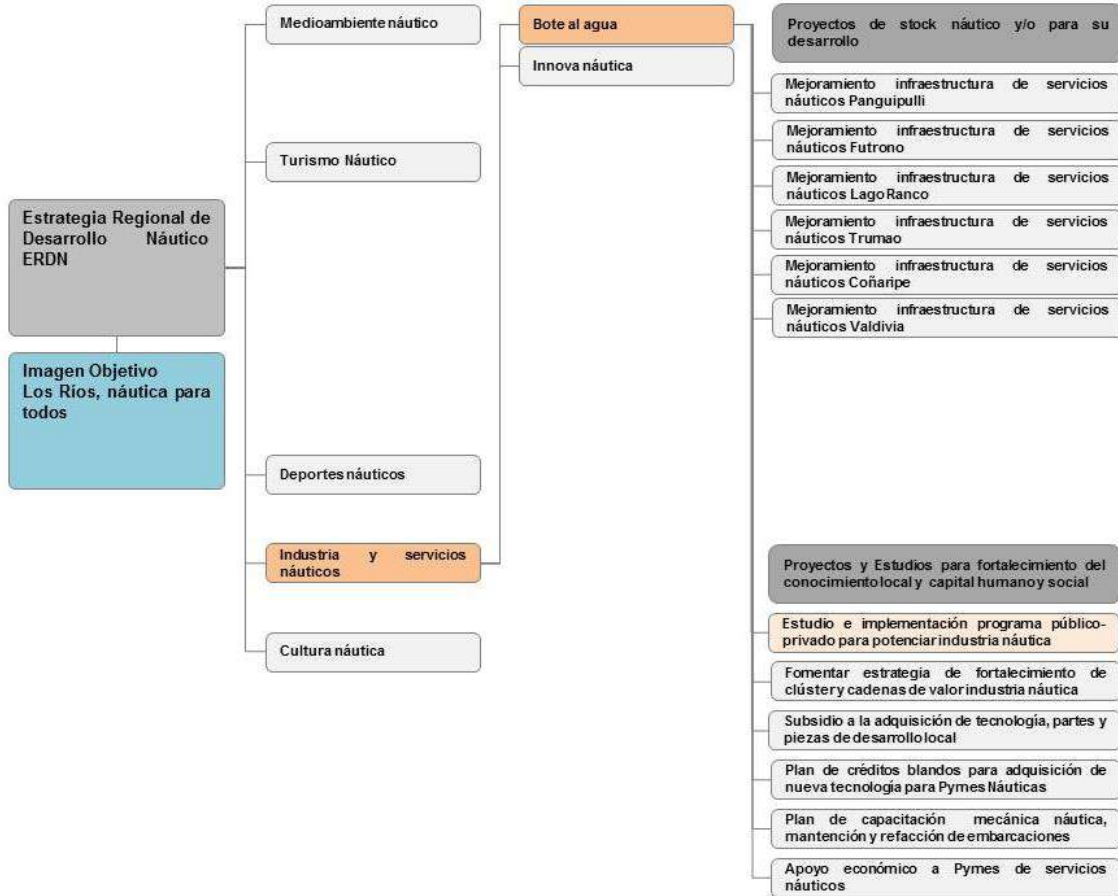 Estrategia Regional de
Desarrollo Náutico
ERDN
Imagen Objetivo
Los Ríos, náutica para
todos
Medioambiente náutico
Turismo Náutico
Deportes náuticos
Industria y servicios
náuticos
Cultura náutica
Bote al agua
Innova náutica
Proyectos de stock náutico y/o para su
desarrollo
Mejoramiento infraestructura de servicios
náuticos Panguipulli
Mejoramiento infraestructura de servicios
náuticos Futrono
Mejoramiento infraestructura de servicios
náuticos Lago Ranco
Mejoramiento infraestructura de servicios
náuticos Trumao
Mejoramiento infraestructura de servicios
náuticos Coñaripe
Mejoramiento infraestructura de servicios
náuticos Valdivia
Proyectos y Estudios para fortalecimiento del
conocimiento local y capital humano y social
Estudio e implementación programa público-
privado para potenciar industria náutica
Fomentar estrategia de fortalecimiento de
clúster y cadenas de valor industria náutica
Subsidio a la adquisición de tecnología, partes y
piezas de desarrollo local
Plan de créditos blandos para adquisición de
nueva tecnología para Pymes Náuticas
Plan de capacitación mecánica náutica,
mantención y refacción de embarcaciones
Apoyo económico a Pymes de servicios
náuticos